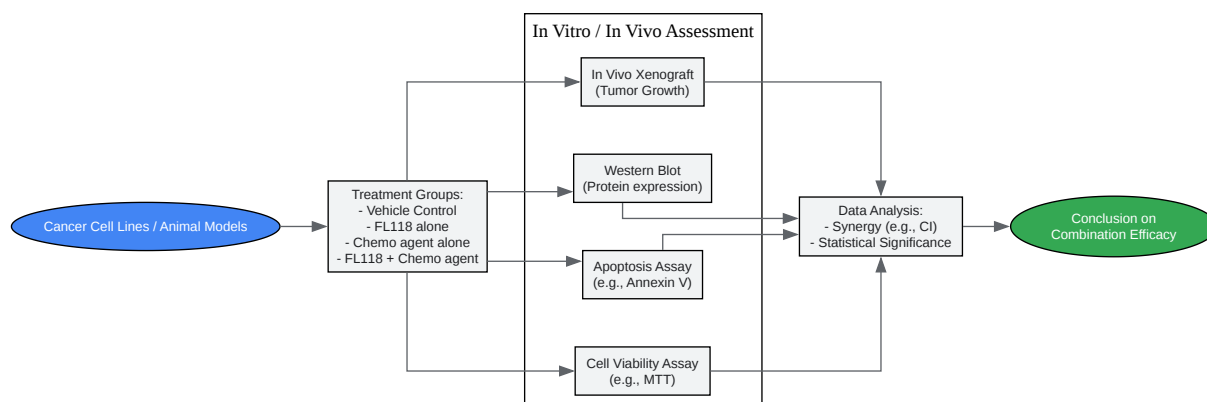 In Vitro / In Vivo Assessment
In Vivo Xenograft
(Tumor Growth)
Western Blot
(Protein expression)
Treatment Groups:
- Vehicle Control
- FL118 alone
- Chemo agent alone
- FL118 + Chemo agent
Cancer Cell Lines / Animal Models
Apoptosis Assay
(e.g., Annexin V)
Cell Viability Assay
(e.g., MTT)
Data Analysis:
- Synergy (e.g., CI)
- Statistical Significance
Conclusion on
Combination Efficacy